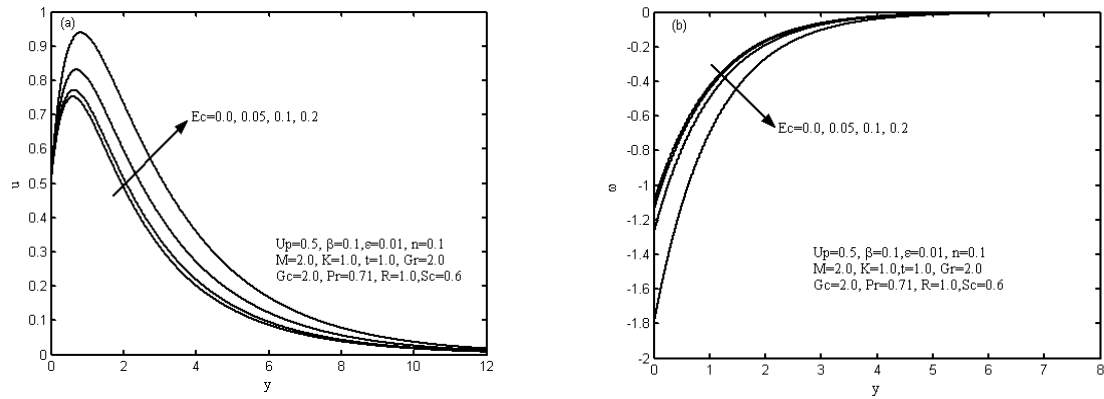 (a)
1
0.9
0.8
0.7
0.6
0.5
0.4
0.3
0.2
0.1
0
u
Ec=0.0, 0.05, 0.1, 0.2
Up=0.5, β=0.1,ε=0.01, n=0.1
M=2.0, K=1.0, t=1.0, Gr=2.0
Gc=2.0, Pr=0.71, R=1.0,Sc=0.6
0 2 4 6 8 10 12
y
(b)
0
-0.2
-0.4
-0.6
-0.8
-1
-1.2
-1.4
-1.6
-1.8
-2
ω
Ec=0.0, 0.05, 0.1, 0.2
Up=0.5, β=0.1,ε=0.01, n=0.1
M=2.0, K=1.0,t=1.0, Gr=2.0
Gc=2.0, Pr=0.71, R=1.0,Sc=0.6
0 1 2 3 4 5 6 7 8
y